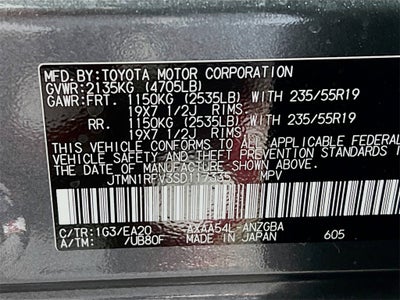 MFD. BY: TOYOTA MOTOR CORPORATION
GVWR: 2135KG (4705LB)
GAWR: FRT. 1150KG (2535LB) WITH 235/55R19
19X7 1/2J RIMS,
RR. 1150KG (2535LB) WITH 235/55R19
19X7 1/2J RIMS,
THIS VEHICLE CONFORMS TO ALL APPLICABLE FEDERAL
MOTOR VEHICLE SAFETY STANDARDS IN EFFECT ON THE
DATE OF MANUFACTURE SHOWN ABOVE.
MPV
C/TR: 1G3/EA20 AXAA54L-ANZGBA
A/TM: /UB80F MADE IN JAPAN 605